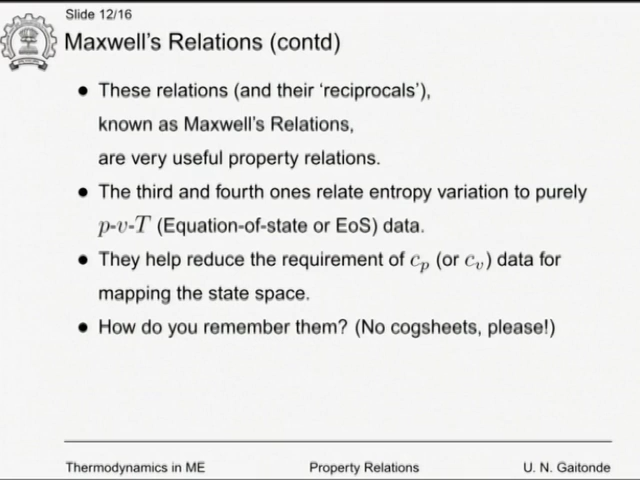 Slide 12/16
Maxwell's Relations (contd)
• These relations (and their 'reciprocals'),
known as Maxwell's Relations,
are very useful property relations.
• The third and fourth ones relate entropy variation to purely
p-v-T (Equation-of-state or EoS) data.
• They help reduce the requirement of cₚ (or cᵥ) data for
mapping the state space.
• How do you remember them? (No cogsheets, please!)
Thermodynamics in ME Property Relations U. N. Gaitonde